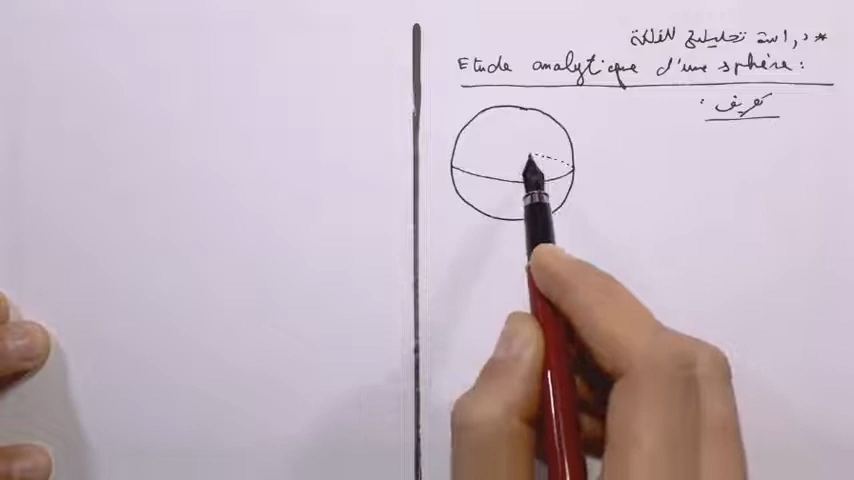 * دراسة تحليلية للفلكة
Etude analytique d'une sphère :
تعريف :